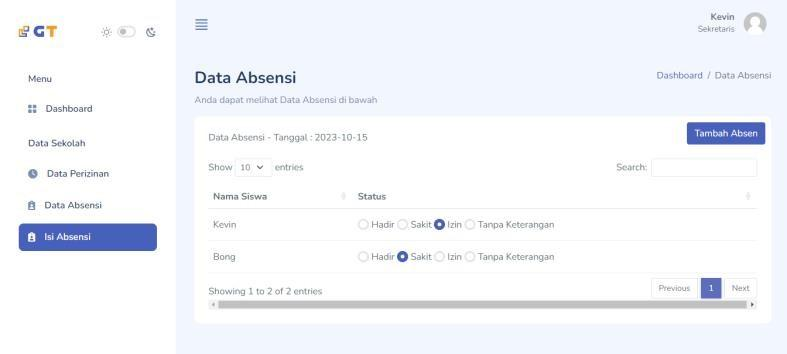 GT
Kevin
Sekretaris
Menu
Dashboard
Data Sekolah
Data Perizinan
Data Absensi
Isi Absensi
Data Absensi
Dashboard / Data Absensi
Anda dapat melihat Data Absensi di bawah
Data Absensi - Tanggal : 2023-10-15
Tambah Absen
Show 10 entries
Search:
Nama Siswa Status
Kevin Hadir Sakit Izin Tanpa Keterangan
Bong Hadir Sakit Izin Tanpa Keterangan
Showing 1 to 2 of 2 entries
Previous 1 Next